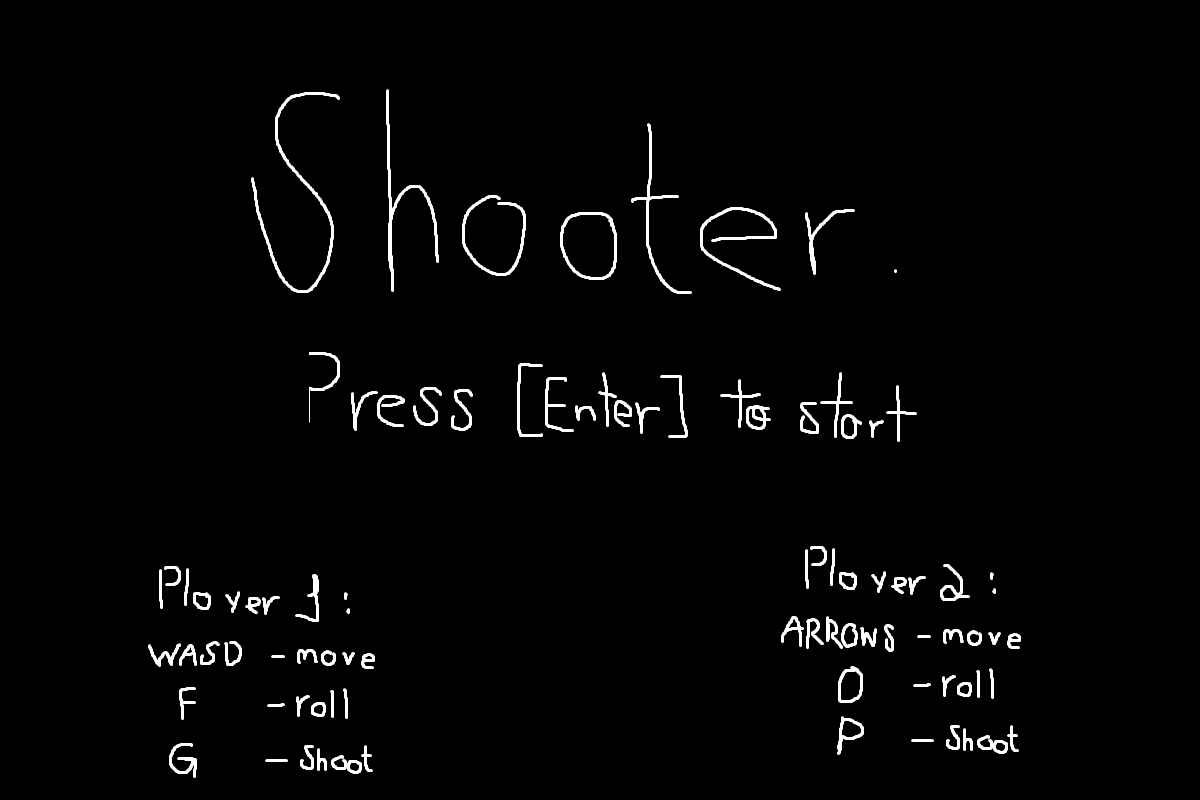 Shooter.
Press [Enter] to start
Player 1:
WASD - move
F - roll
G - Shoot
Player 2:
ARROWS - move
O - roll
P - Shoot